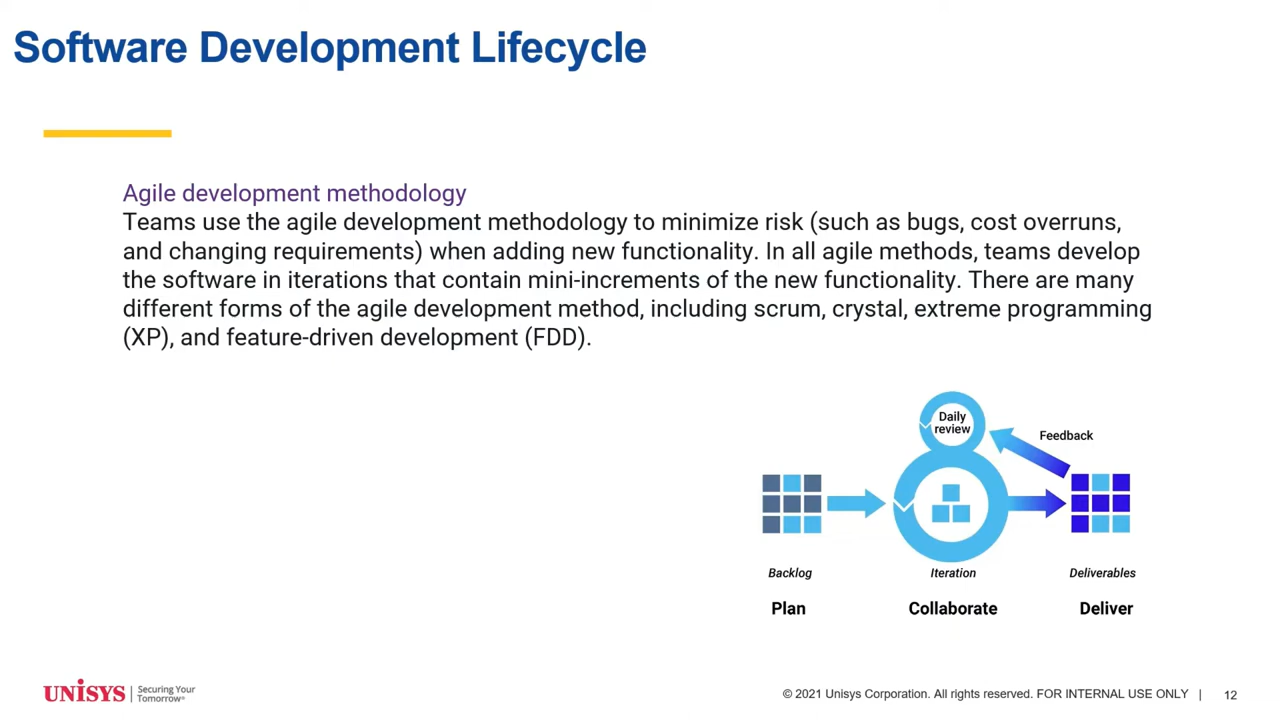 Software Development Lifecycle
Agile development methodology
Teams use the agile development methodology to minimize risk (such as bugs, cost overruns,
and changing requirements) when adding new functionality. In all agile methods, teams develop
the software in iterations that contain mini-increments of the new functionality. There are many
different forms of the agile development method, including scrum, crystal, extreme programming
(XP), and feature-driven development (FDD).
Daily
review
Feedback
Backlog
Iteration
Deliverables
Plan
Collaborate
Deliver
UNISYS
Securing Your
Tomorrow®
© 2021 Unisys Corporation. All rights reserved. FOR INTERNAL USE ONLY | 12